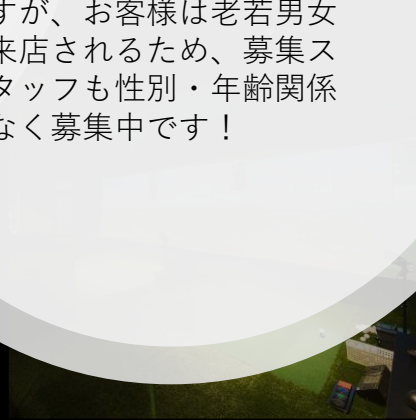 すが、お客様は老若男女
来店されるため、募集ス
タッフも性別・年齢関係
なく募集中です！